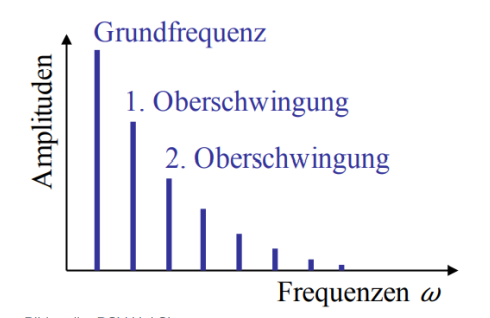 Grundfrequenz
1. Oberschwingung
2. Oberschwingung
Amplituden
Frequenzen ω